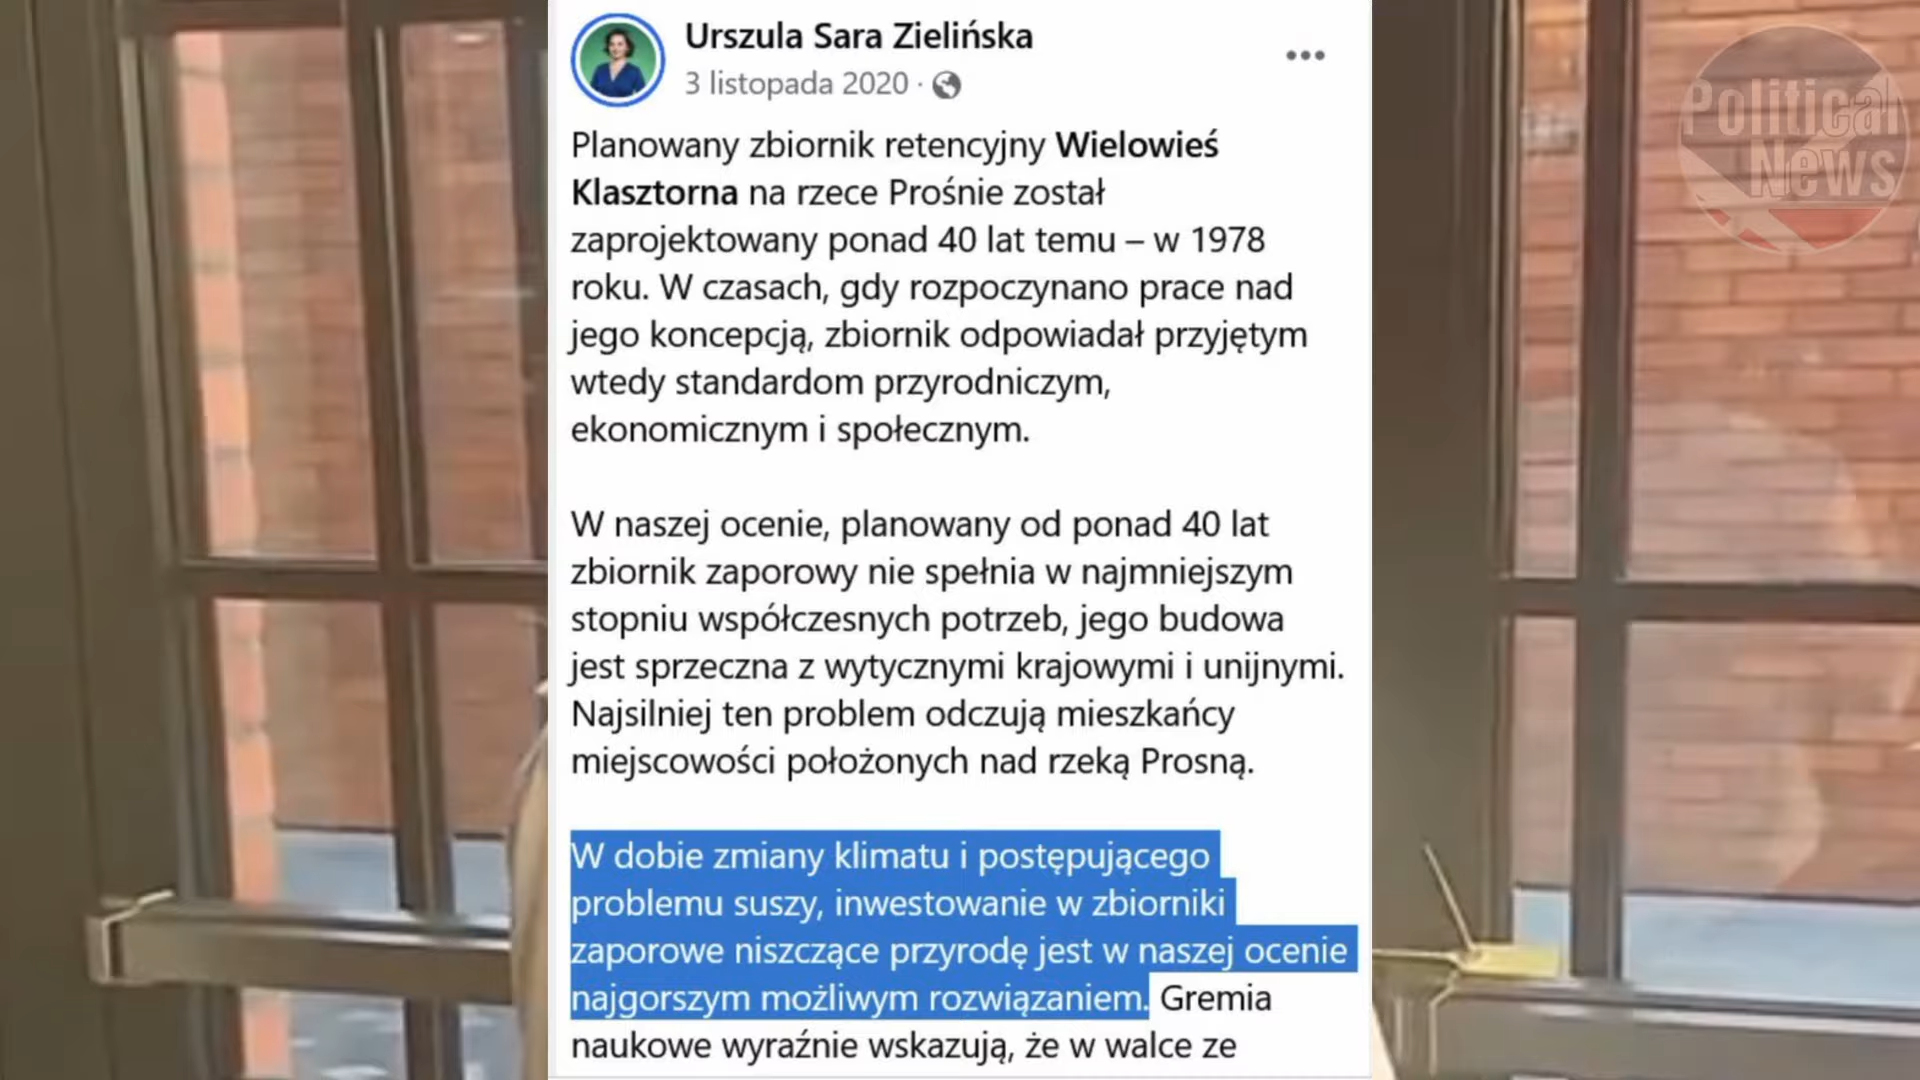 Urszula Sara Zielińska
3 listopada 2020 ·
Planowany zbiornik retencyjny Wielowieś
Klasztorna na rzece Prośnie został
zaprojektowany ponad 40 lat temu – w 1978
roku. W czasach, gdy rozpoczynano prace nad
jego koncepcją, zbiornik odpowiadał przyjętym
wtedy standardom przyrodniczym,
ekonomicznym i społecznym.
W naszej ocenie, planowany od ponad 40 lat
zbiornik zaporowy nie spełnia w najmniejszym
stopniu współczesnych potrzeb, jego budowa
jest sprzeczna z wytycznymi krajowymi i unijnymi.
Najsilniej ten problem odczują mieszkańcy
miejscowości położonych nad rzeką Prosną.
W dobie zmiany klimatu i postępującego
problemu suszy, inwestowanie w zbiorniki
zaporowe niszczące przyrodę jest w naszej ocenie
najgorszym możliwym rozwiązaniem. Gremia
naukowe wyraźnie wskazują, że w walce ze
Political
News